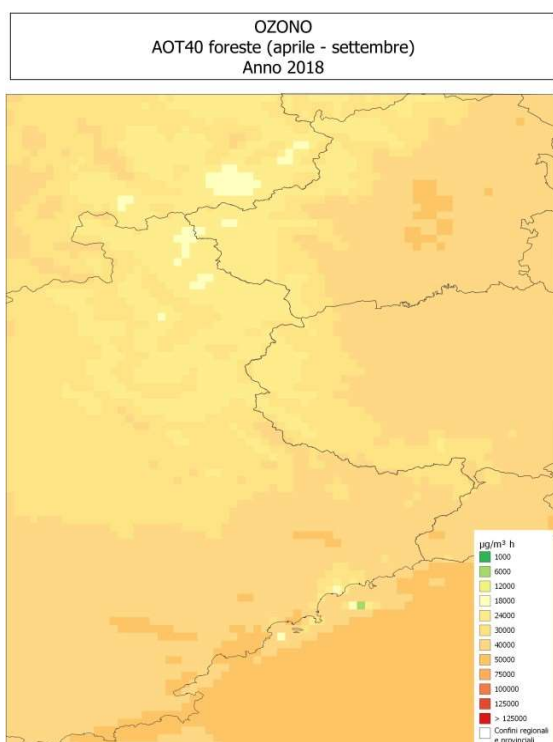 OZONO
AOT40 foreste (aprile - settembre)
Anno 2018
µg/m³ h
1000
6000
12000
18000
24000
30000
40000
50000
75000
100000
125000
> 125000
Confini regionali
e provinciali